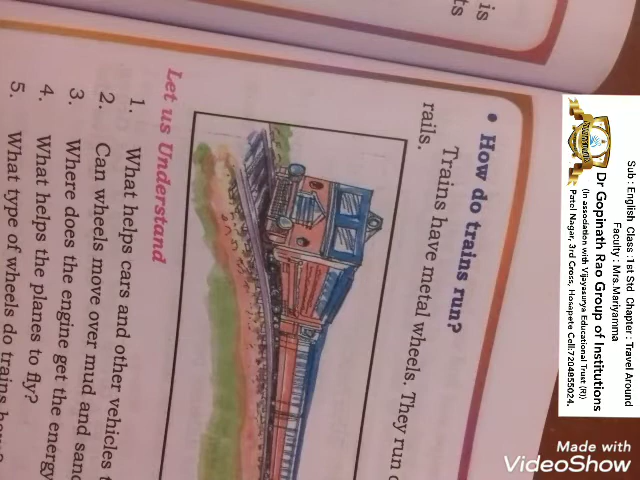 Sub : English Class :1st Std Chapter : Travel Around
Faculty : Mrs.Mariyamma
Dr Gopinath Rao Group of Institutions
(In association with Vijayasurya Educational Trust (R))
Patel Nagar, 3rd Cross, Hosapete Cell:7204855024,
is
ts
• How do trains run?
Trains have metal wheels. They run
rails.
Let us Understand
1. What helps cars and other vehicles
2. Can wheels move over mud and sand
3. Where does the engine get the energy
4. What helps the planes to fly?
5. What type of wheels do trains have?
Made with
VideoShow